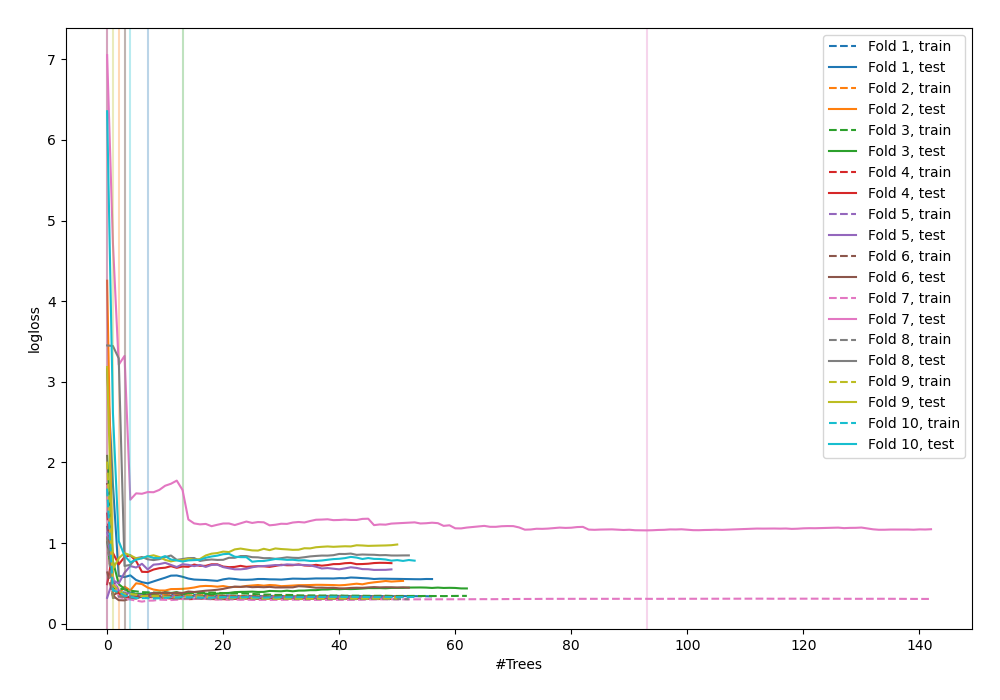 7
6
5
4
3
2
1
0
logloss
0
20
40
60
80
100
120
140
#Trees
Fold 1, train
Fold 1, test
Fold 2, train
Fold 2, test
Fold 3, train
Fold 3, test
Fold 4, train
Fold 4, test
Fold 5, train
Fold 5, test
Fold 6, train
Fold 6, test
Fold 7, train
Fold 7, test
Fold 8, train
Fold 8, test
Fold 9, train
Fold 9, test
Fold 10, train
Fold 10, test